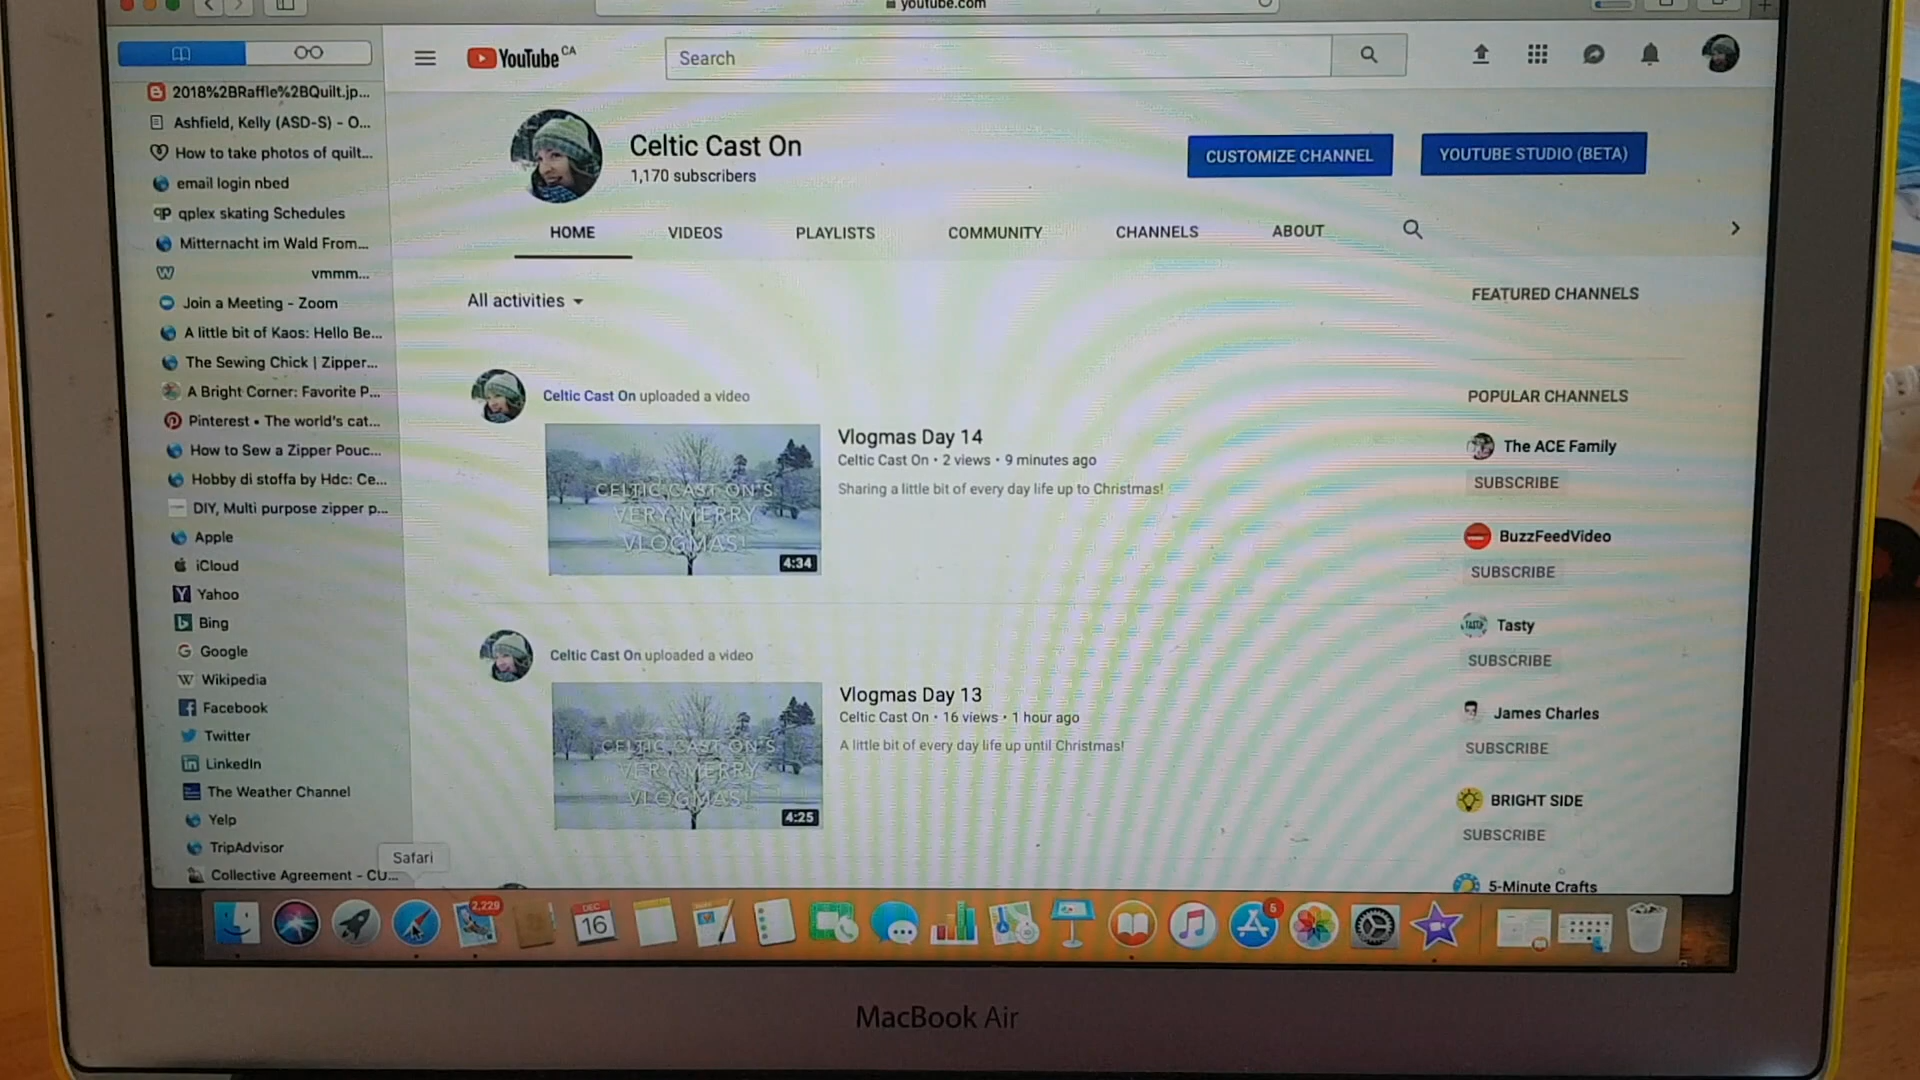 youtube.com
YouTube CA
Search
2018%2BRaffle%2BQuilt.jp...
Ashfield, Kelly (ASD-S) - O...
How to take photos of quilt...
email login nbed
qp qplex skating Schedules
Mitternacht im Wald From...
W vmmm...
Join a Meeting - Zoom
A little bit of Kaos: Hello Be...
The Sewing Chick | Zipper...
A Bright Corner: Favorite P...
Pinterest • The world's cat...
How to Sew a Zipper Pouc...
Hobby di stoffa by Hdc: Ce...
DIY, Multi purpose zipper p...
Apple
iCloud
Yahoo
Bing
Google
Wikipedia
Facebook
Twitter
LinkedIn
The Weather Channel
Yelp
TripAdvisor
Collective Agreement - CU...
Safari
Celtic Cast On
1,170 subscribers
CUSTOMIZE CHANNEL
YOUTUBE STUDIO (BETA)
HOME VIDEOS PLAYLISTS COMMUNITY CHANNELS ABOUT
All activities
Celtic Cast On uploaded a video
CELTIC CAST ON'S
VERY MERRY
VLOGMAS!
4:34
Vlogmas Day 14
Celtic Cast On • 2 views • 9 minutes ago
Sharing a little bit of every day life up to Christmas!
Celtic Cast On uploaded a video
CELTIC CAST ON'S
VERY MERRY
VLOGMAS!
4:25
Vlogmas Day 13
Celtic Cast On • 16 views • 1 hour ago
A little bit of every day life up until Christmas!
FEATURED CHANNELS
POPULAR CHANNELS
The ACE Family
SUBSCRIBE
BuzzFeedVideo
SUBSCRIBE
Tasty
SUBSCRIBE
James Charles
SUBSCRIBE
BRIGHT SIDE
SUBSCRIBE
5-Minute Crafts
2,229
DEC
16
5
MacBook Air